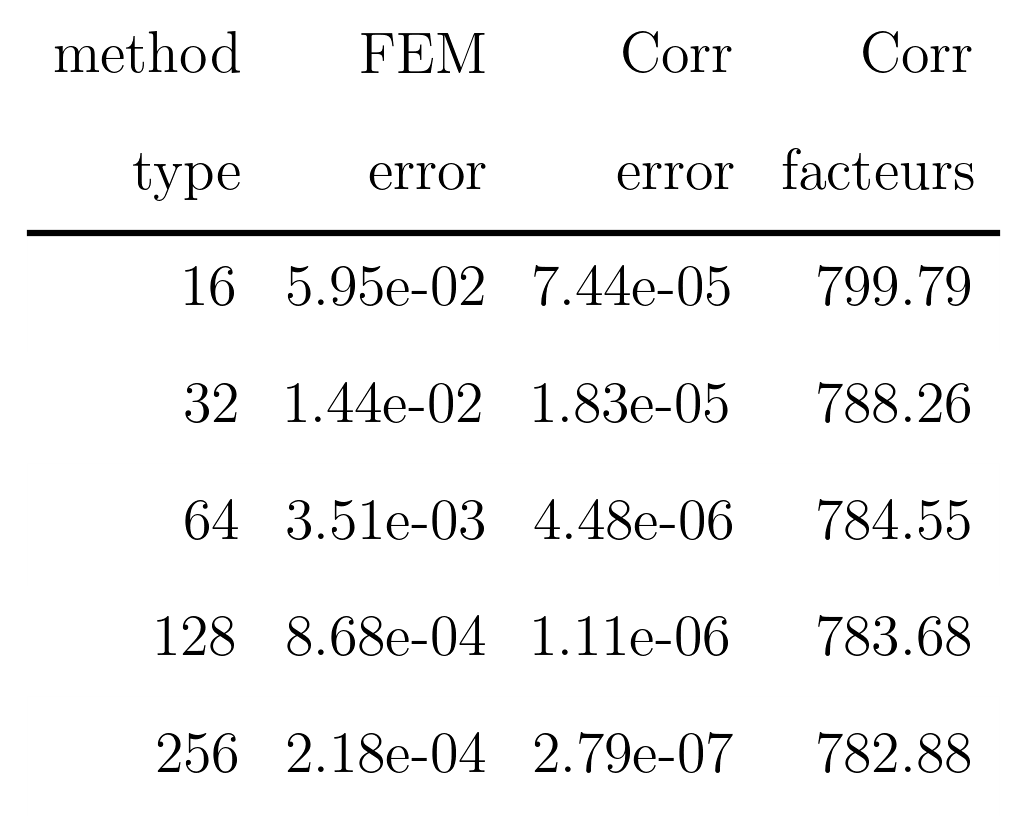 method FEM Corr Corr
type error error facteurs
16 5.95e-02 7.44e-05 799.79
32 1.44e-02 1.83e-05 788.26
64 3.51e-03 4.48e-06 784.55
128 8.68e-04 1.11e-06 783.68
256 2.18e-04 2.79e-07 782.88